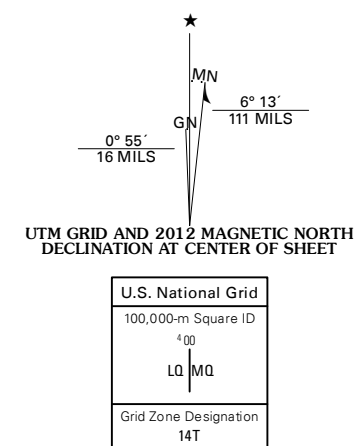 ★
MN
GN
6° 13´
111 MILS
0° 55´
16 MILS
UTM GRID AND 2012 MAGNETIC NORTH
DECLINATION AT CENTER OF SHEET
U.S. National Grid
100,000-m Square ID
⁴00
LQ MQ
Grid Zone Designation
14T